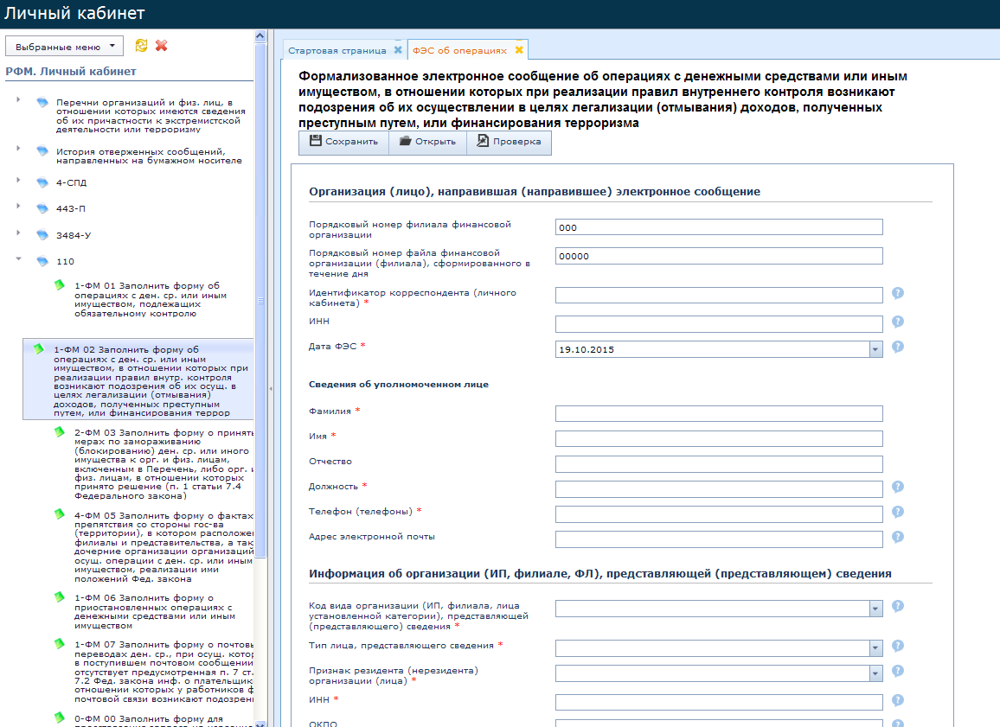 Личный кабинет
Выбранные меню
РФМ. Личный кабинет
Перечни организаций и физ. лиц, в
отношении которых имеются сведения
об их причастности к экстремистской
деятельности или терроризму
История отверженных сообщений,
направленных на бумажном носителе
4-СПД
443-П
3484-У
110
1-ФМ 01 Заполнить форму об
операциях с ден. ср. или иным
имуществом, подлежащих
обязательному контролю
1-ФМ 02 Заполнить форму об
операциях с ден. ср. или иным
имуществом, в отношении которых при
реализации правил внутр. контроля
возникают подозрения об их осущ. в
целях легализации (отмывания)
доходов, полученных преступным
путем, или финансирования террор
2-ФМ 03 Заполнить форму о принять
мерах по замораживанию
(блокированию) ден. ср. или иного
имущества к орг. и физ. лицам,
включенным в Перечень, либо орг. и
физ. лицам, в отношении которых
принято решение (п. 1 статьи 7.4
Федерального закона)
4-ФМ 05 Заполнить форму о фактах
препятствия со стороны гос-ва
(территории), в котором расположен
филиалы и представительства, а так
дочерние организации организаций
осущ. операции с ден. ср. или иным
имуществом, реализации ими
положений Фед. закона
1-ФМ 06 Заполнить форму о
приостановленных операциях с
денежными средствами или иным
имуществом
1-ФМ 07 Заполнить форму о почтовы
переводах ден. ср., при осущ. котор
в поступившем почтовом сообщении
отсутствует предусмотренная п. 7 ст.
7.2 Фед. закона инф. о плательщик
отношении которых у работников ф
почтовой связи возникают подозрен
0-ФМ 00 Заполнить форму для
Стартовая страница
ФЭС об операциях
Формализованное электронное сообщение об операциях с денежными средствами или иным
имуществом, в отношении которых при реализации правил внутреннего контроля возникают
подозрения об их осуществлении в целях легализации (отмывания) доходов, полученных
преступным путем, или финансирования терроризма
Сохранить Открыть Проверка
Организация (лицо), направившая (направившее) электронное сообщение
Порядковый номер филиала финансовой
организации
000
Порядковый номер файла финансовой
организации (филиала), сформированного в
течение дня
00000
Идентификатор корреспондента (личного
кабинета) *
?
ИНН
?
Дата ФЭС *
19.10.2015
?
Сведения об уполномоченном лице
Фамилия *
Имя *
Отчество
Должность *
?
Телефон (телефоны) *
?
Адрес электронной почты
?
Информация об организации (ИП, филиале, ФЛ), представляющей (представляющем) сведения
Код вида организации (ИП, филиала, лица
установленной категории), представляющей
(представляющего) сведения *
?
Тип лица, представляющего сведения *
?
Признак резидента (нерезидента)
организации (лица) *
?
ИНН *
?
ОКПО
?